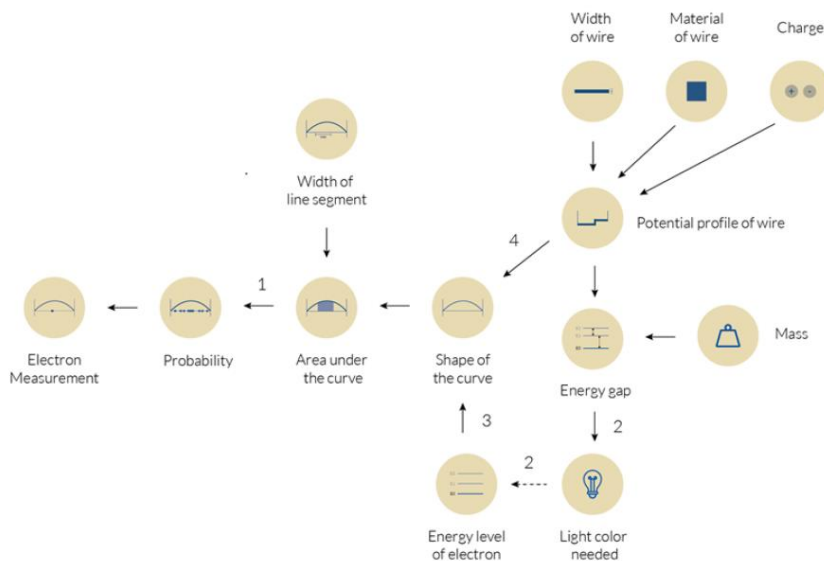 Width
of wire
Material
of wire
Charge
+ -
Width of
line segment
Potential profile of wire
4
1
Electron
Measurement
Probability
Area under
the curve
Shape of
the curve
Energy gap
Mass
3
2
2
Energy level
of electron
Light color
needed